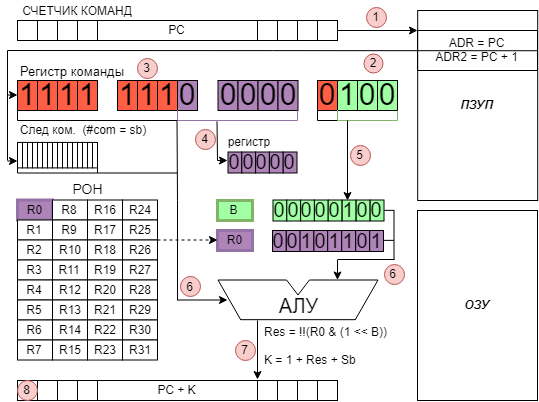 СЧЕТЧИК КОМАНД
PC
1
ADR = PC
ADR2 = PC + 1
ПЗУП
Регистр команды
3
2
1111 1110 0000 0100
След ком. (#com = sb)
4
регистр
00000
5
РОН
R0 R8 R16 R24
R1 R9 R17 R25
R2 R10 R18 R26
R3 R11 R19 R27
R4 R12 R20 R28
R5 R13 R21 R29
R6 R14 R22 R30
R7 R15 R23 R31
B 00000100
R0 00101101
6
6
АЛУ
ОЗУ
Res = !!(R0 & (1 << B))
7
K = 1 + Res + Sb
8
PC + K